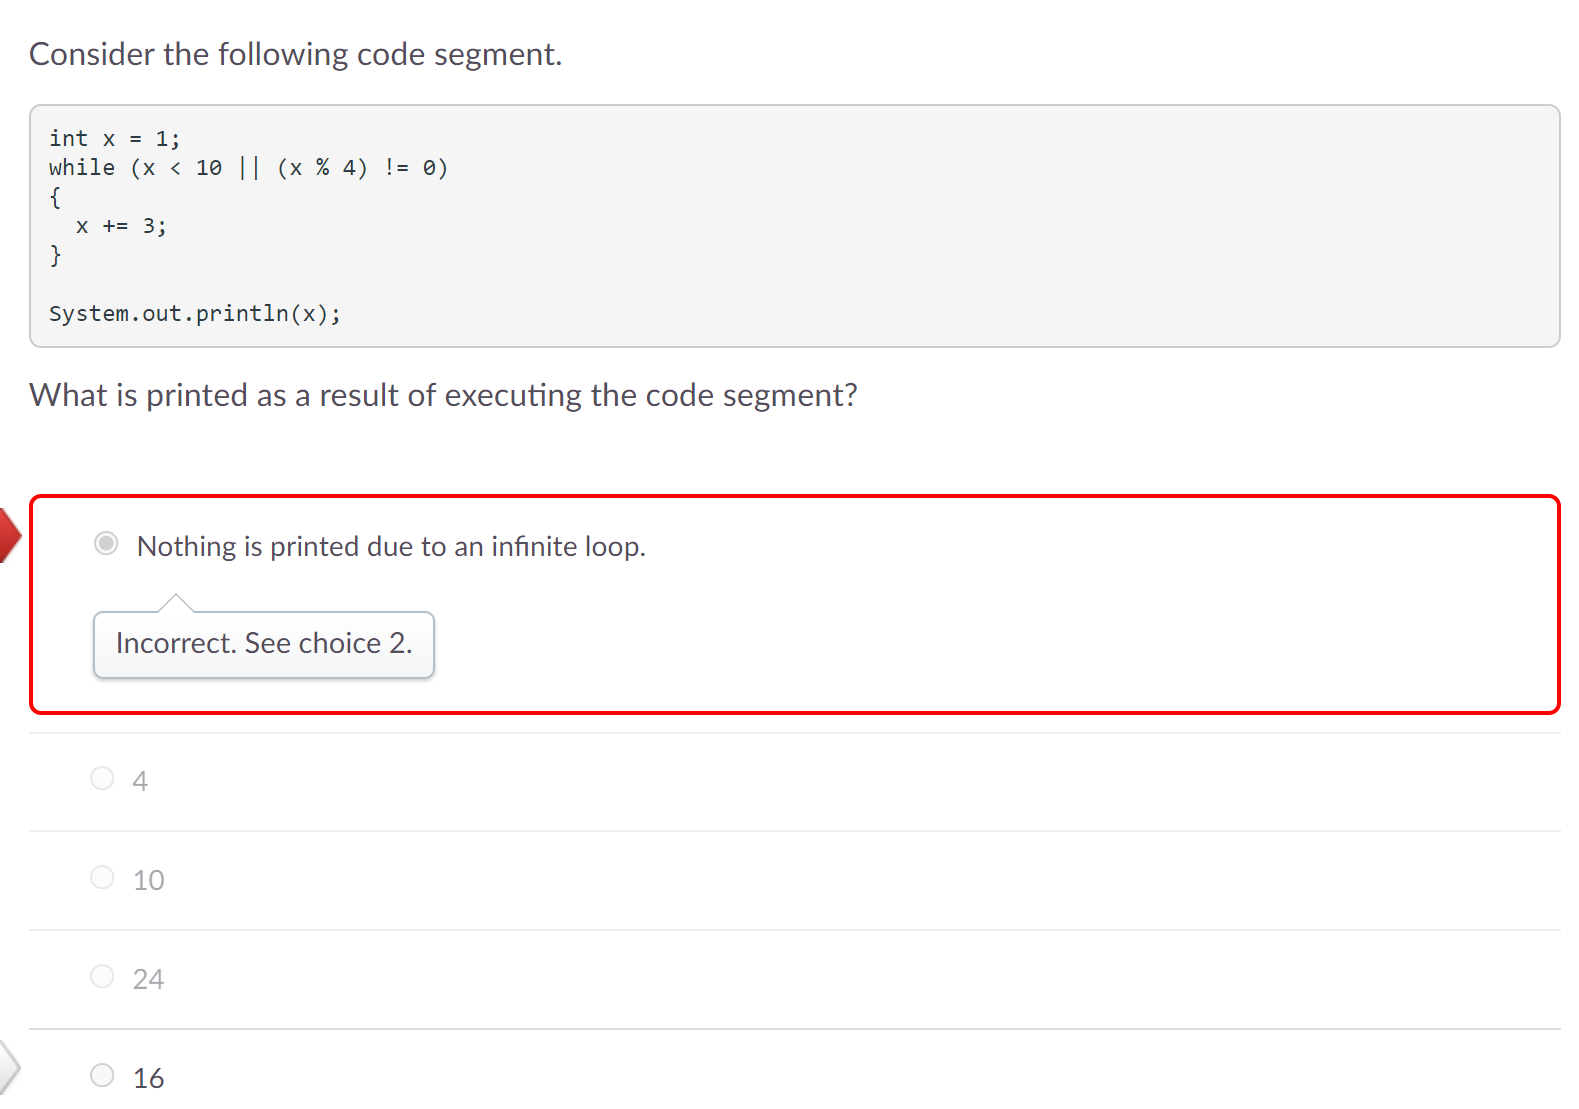 Consider the following code segment.
int x = 1;
while (x < 10 || (x % 4) != 0)
{
  x += 3;
}
System.out.println(x);
What is printed as a result of executing the code segment?
Nothing is printed due to an infinite loop.
Incorrect. See choice 2.
4
10
24
16